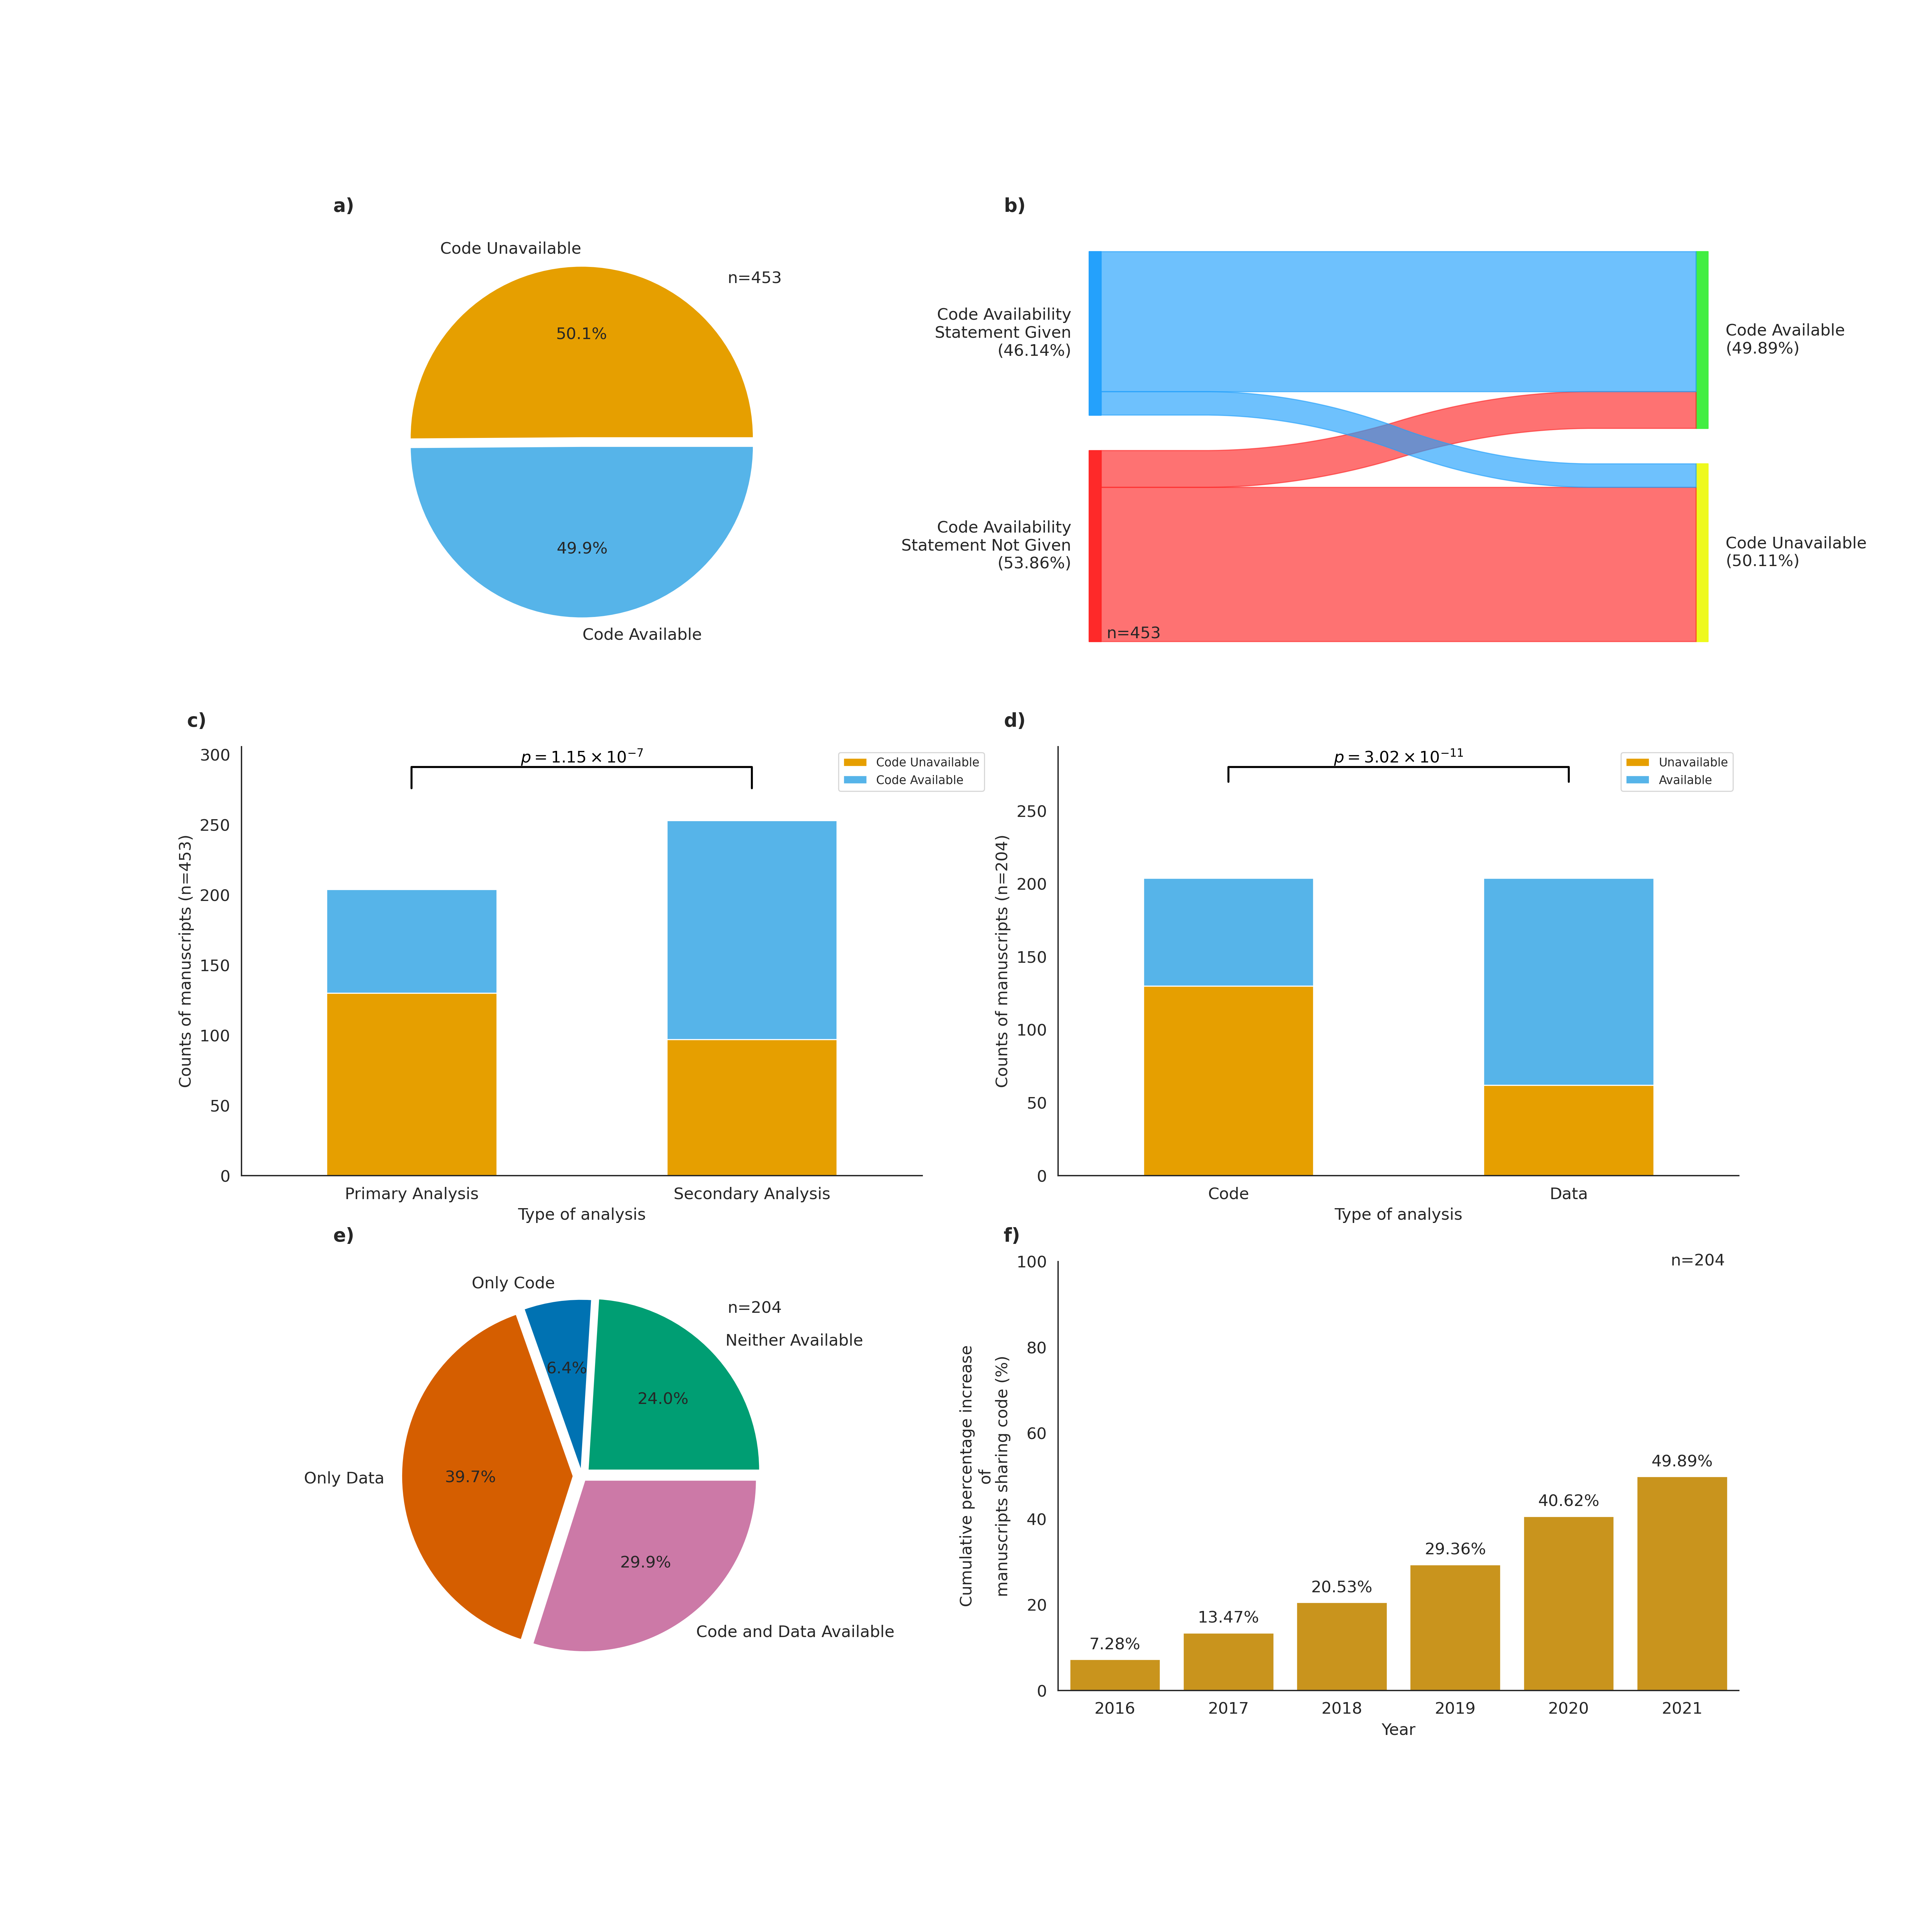 a)
Code Unavailable
n=453
50.1%
49.9%
Code Available
b)
Code Availability
Statement Given
(46.14%)
Code Available
(49.89%)
Code Availability
Statement Not Given
(53.86%)
Code Unavailable
(50.11%)
n=453
c)
p = 1.15 × 10⁻⁷
Code Unavailable
Code Available
Counts of manuscripts (n=453)
300
250
200
150
100
50
0
Primary Analysis
Secondary Analysis
Type of analysis
d)
p = 3.02 × 10⁻¹¹
Unavailable
Available
Counts of manuscripts (n=204)
250
200
150
100
50
0
Code
Data
Type of analysis
e)
Only Code
n=204
Neither Available
6.4%
24.0%
Only Data
39.7%
29.9%
Code and Data Available
f)
n=204
Cumulative percentage increase
of
manuscripts sharing code (%)
100
80
60
40
20
0
7.28%
13.47%
20.53%
29.36%
40.62%
49.89%
2016
2017
2018
2019
2020
2021
Year